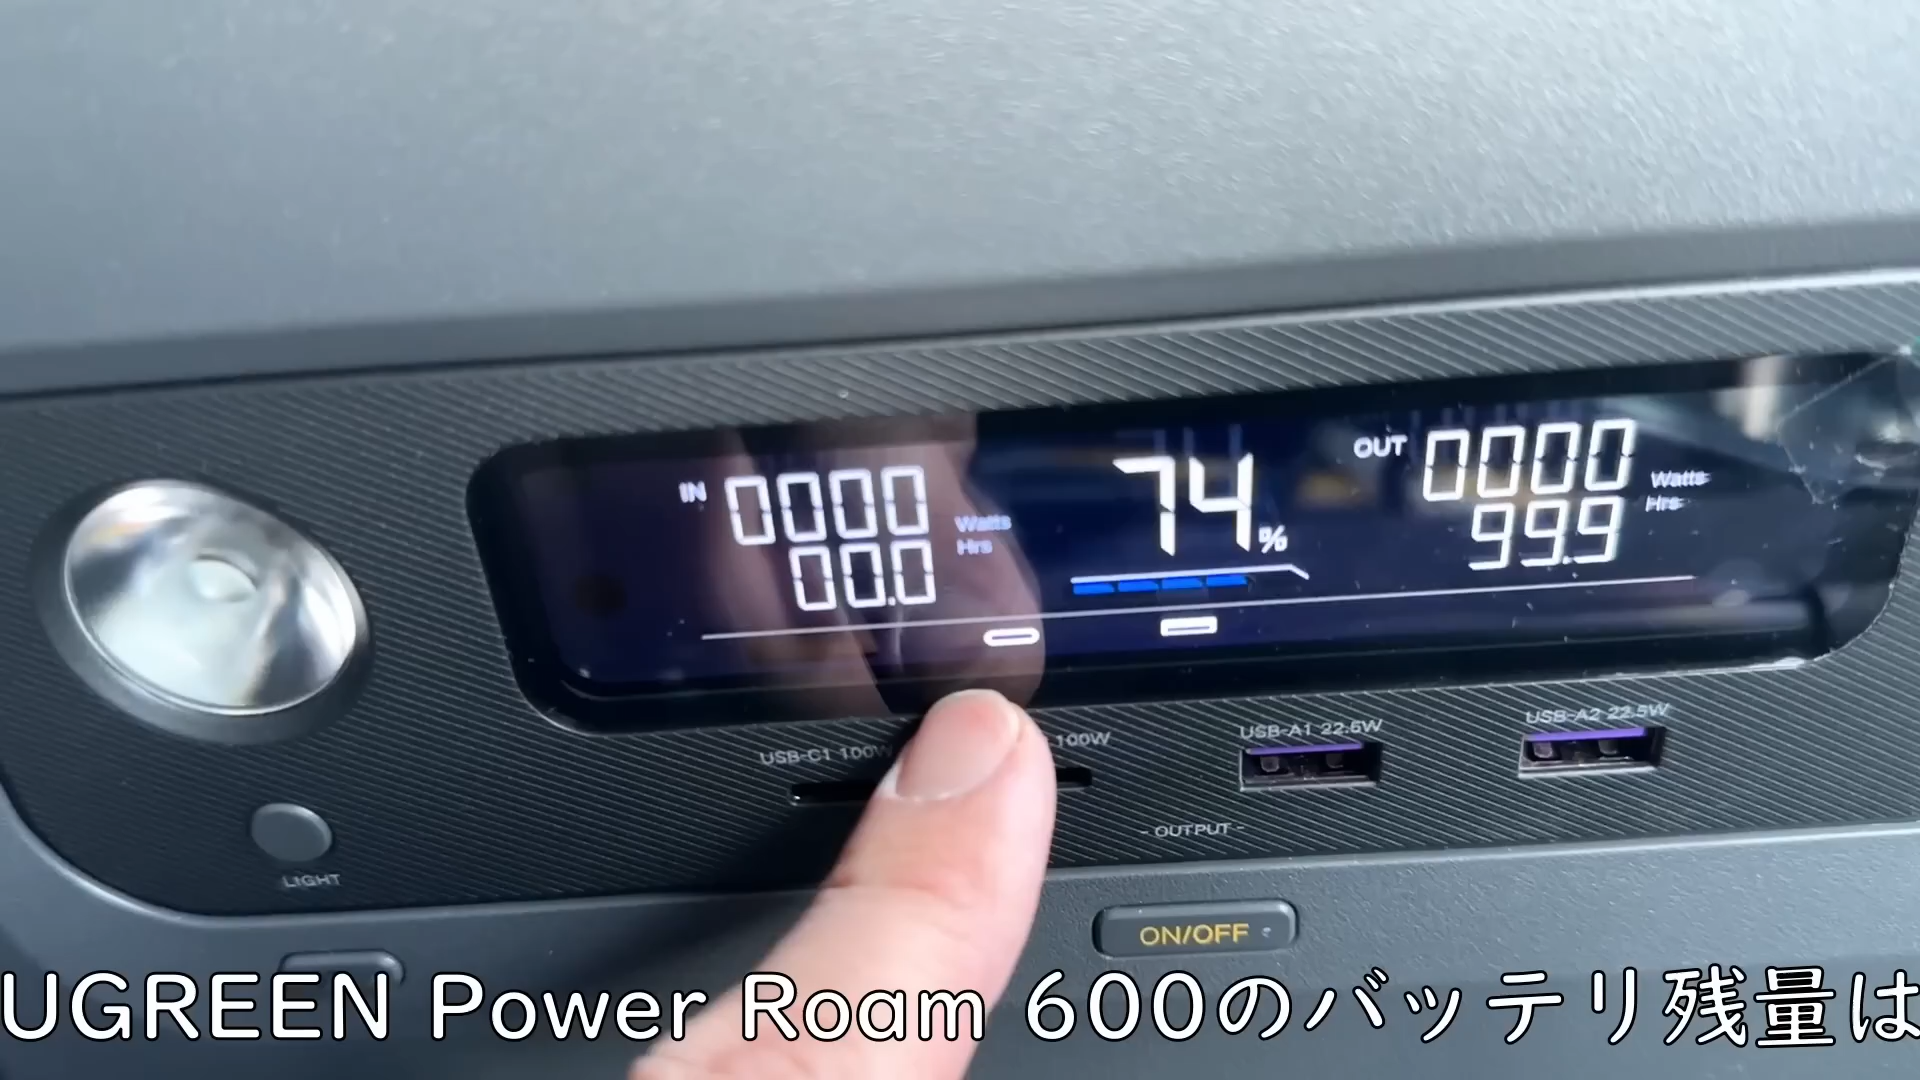 IN 0000 Watts
00.0 Hrs
74%
OUT 0000 Watts
99.9 Hrs
USB-C1 100W
100W
USB-A1 22.5W
USB-A2 22.5W
- OUTPUT -
LIGHT
ON/OFF
UGREEN Power Roam 600のバッテリ残量は